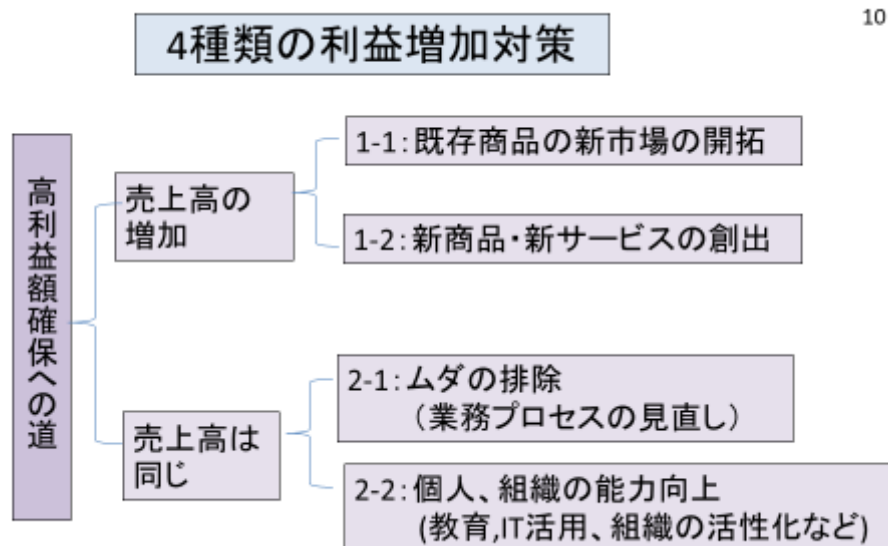 10
4種類の利益増加対策
高利益額確保への道
売上高の
増加
1-1:既存商品の新市場の開拓
1-2:新商品・新サービスの創出
売上高は
同じ
2-1:ムダの排除
(業務プロセスの見直し)
2-2:個人、組織の能力向上
(教育,IT活用、組織の活性化など)